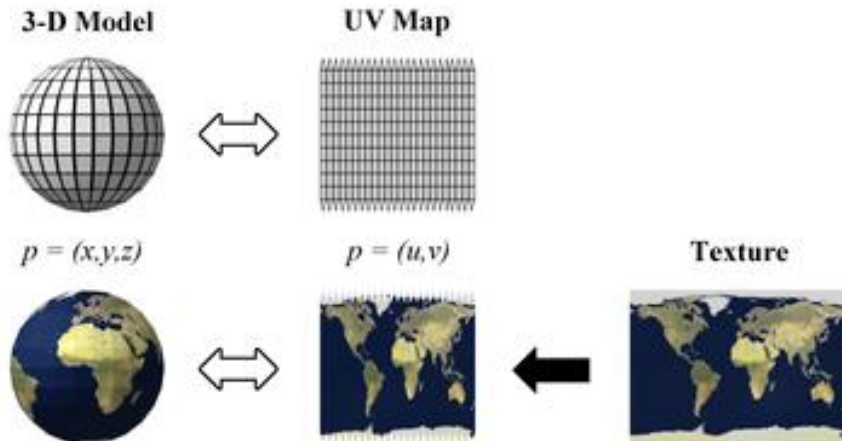 3-D Model
UV Map
p = (x,y,z)
p = (u,v)
Texture